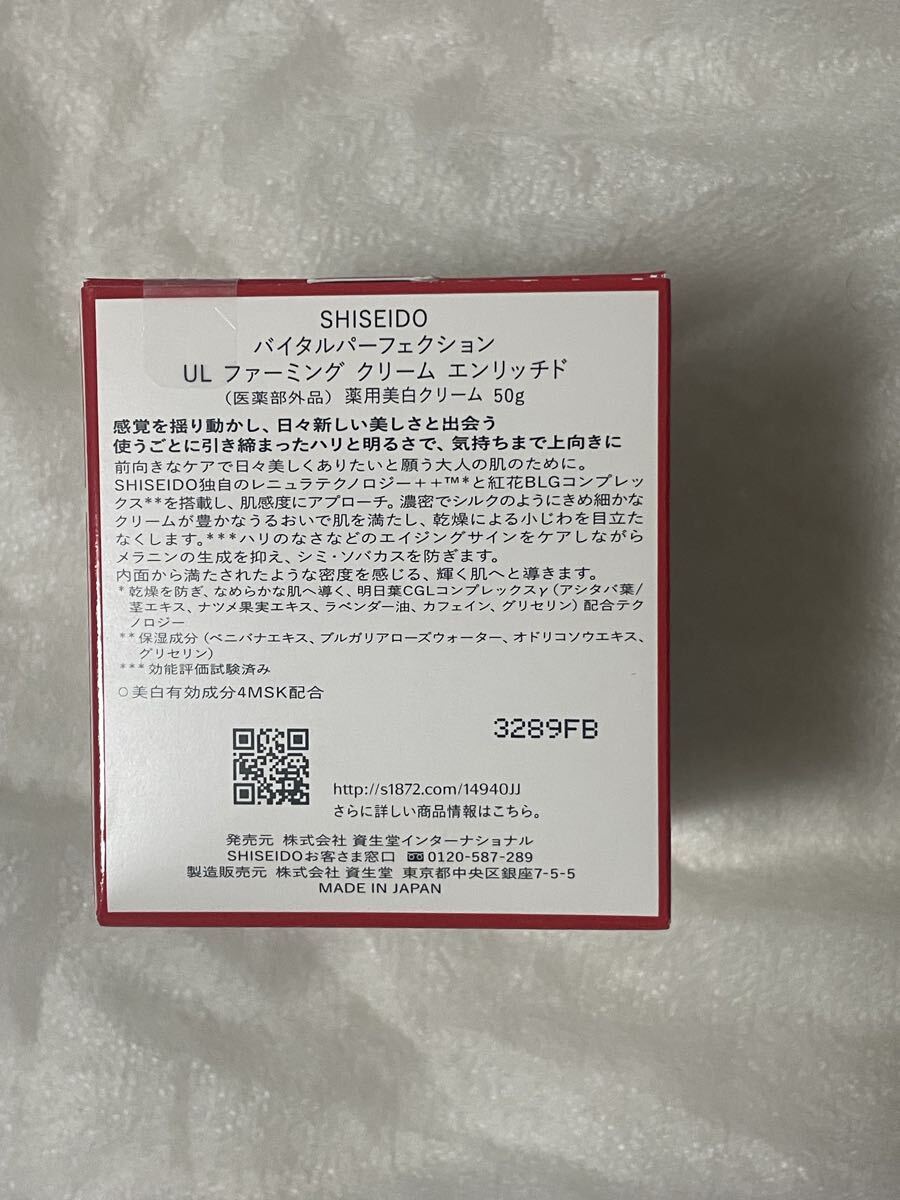 SHISEIDO
バイタルパーフェクション
UL ファーミング クリーム エンリッチド
（医薬部外品）薬用美白クリーム 50g
感覚を揺り動かし、日々新しい美しさと出会う
使うごとに引き締まったハリと明るさで、気持ちまで上向きに
前向きなケアで日々美しくありたいと願う大人の肌のために。
SHISEIDO独自のレニュラテクノロジー＋＋™*と紅花BLGコンプレッ
クス**を搭載し、肌感度にアプローチ。濃密でシルクのようにきめ細かな
クリームが豊かなうるおいで肌を満たし、乾燥による小じわを目立た
なくします。***ハリのなさなどのエイジングサインをケアしながら
メラニンの生成を抑え、シミ・ソバカスを防ぎます。
内面から満たされたような密度を感じる、輝く肌へと導きます。
* 乾燥を防ぎ、なめらかな肌へ導く、明日葉CGLコンプレックスγ（アシタバ葉/
茎エキス、ナツメ果実エキス、ラベンダー油、カフェイン、グリセリン）配合テク
ノロジー
** 保湿成分（ベニバナエキス、ブルガリアローズウォーター、オドリコソウエキス、
グリセリン）
*** 効能評価試験済み
○美白有効成分4MSK配合
3289FB
http://s1872.com/14940JJ
さらに詳しい商品情報はこちら。
発売元 株式会社 資生堂インターナショナル
SHISEIDOお客さま窓口 0120-587-289
製造販売元 株式会社 資生堂 東京都中央区銀座7-5-5
MADE IN JAPAN